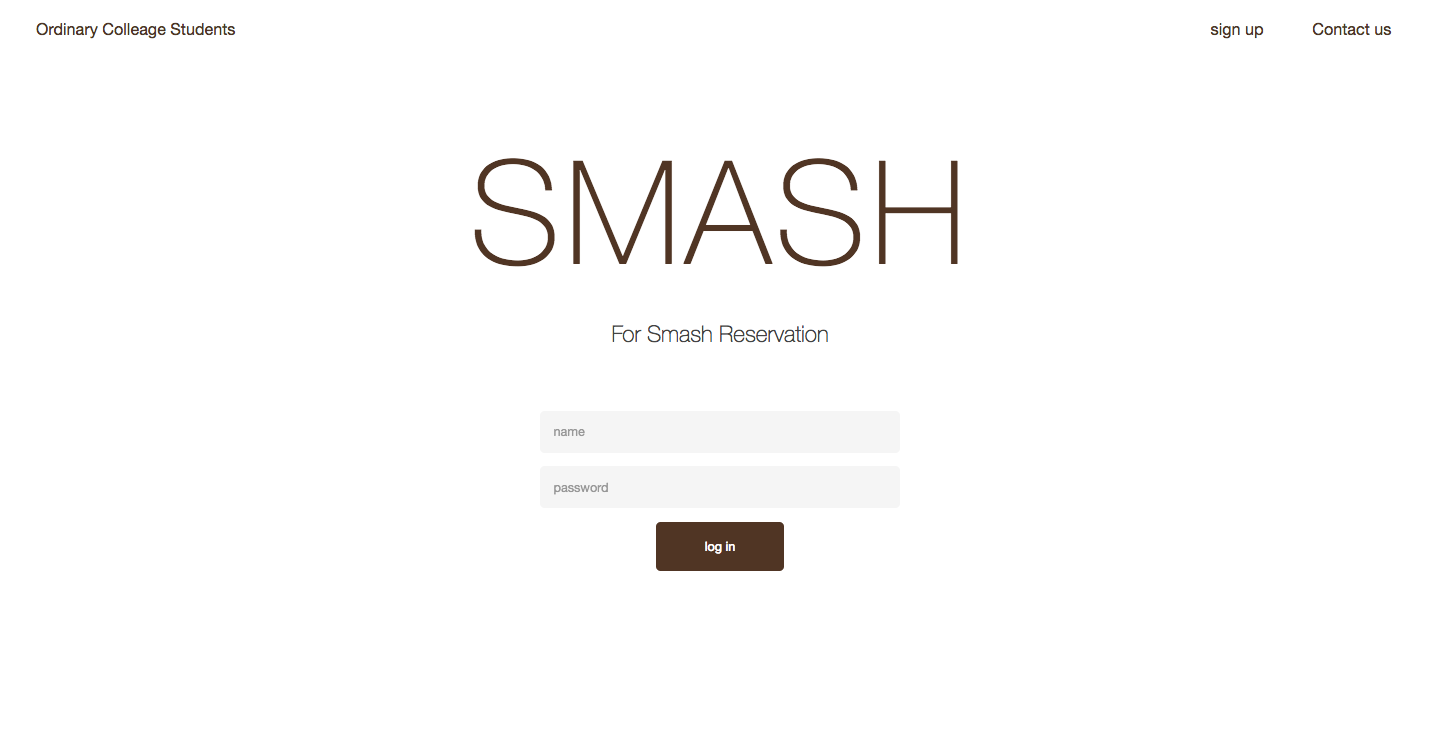 Ordinary Colleage Students
sign up
Contact us
SMASH
For Smash Reservation
name
password
log in